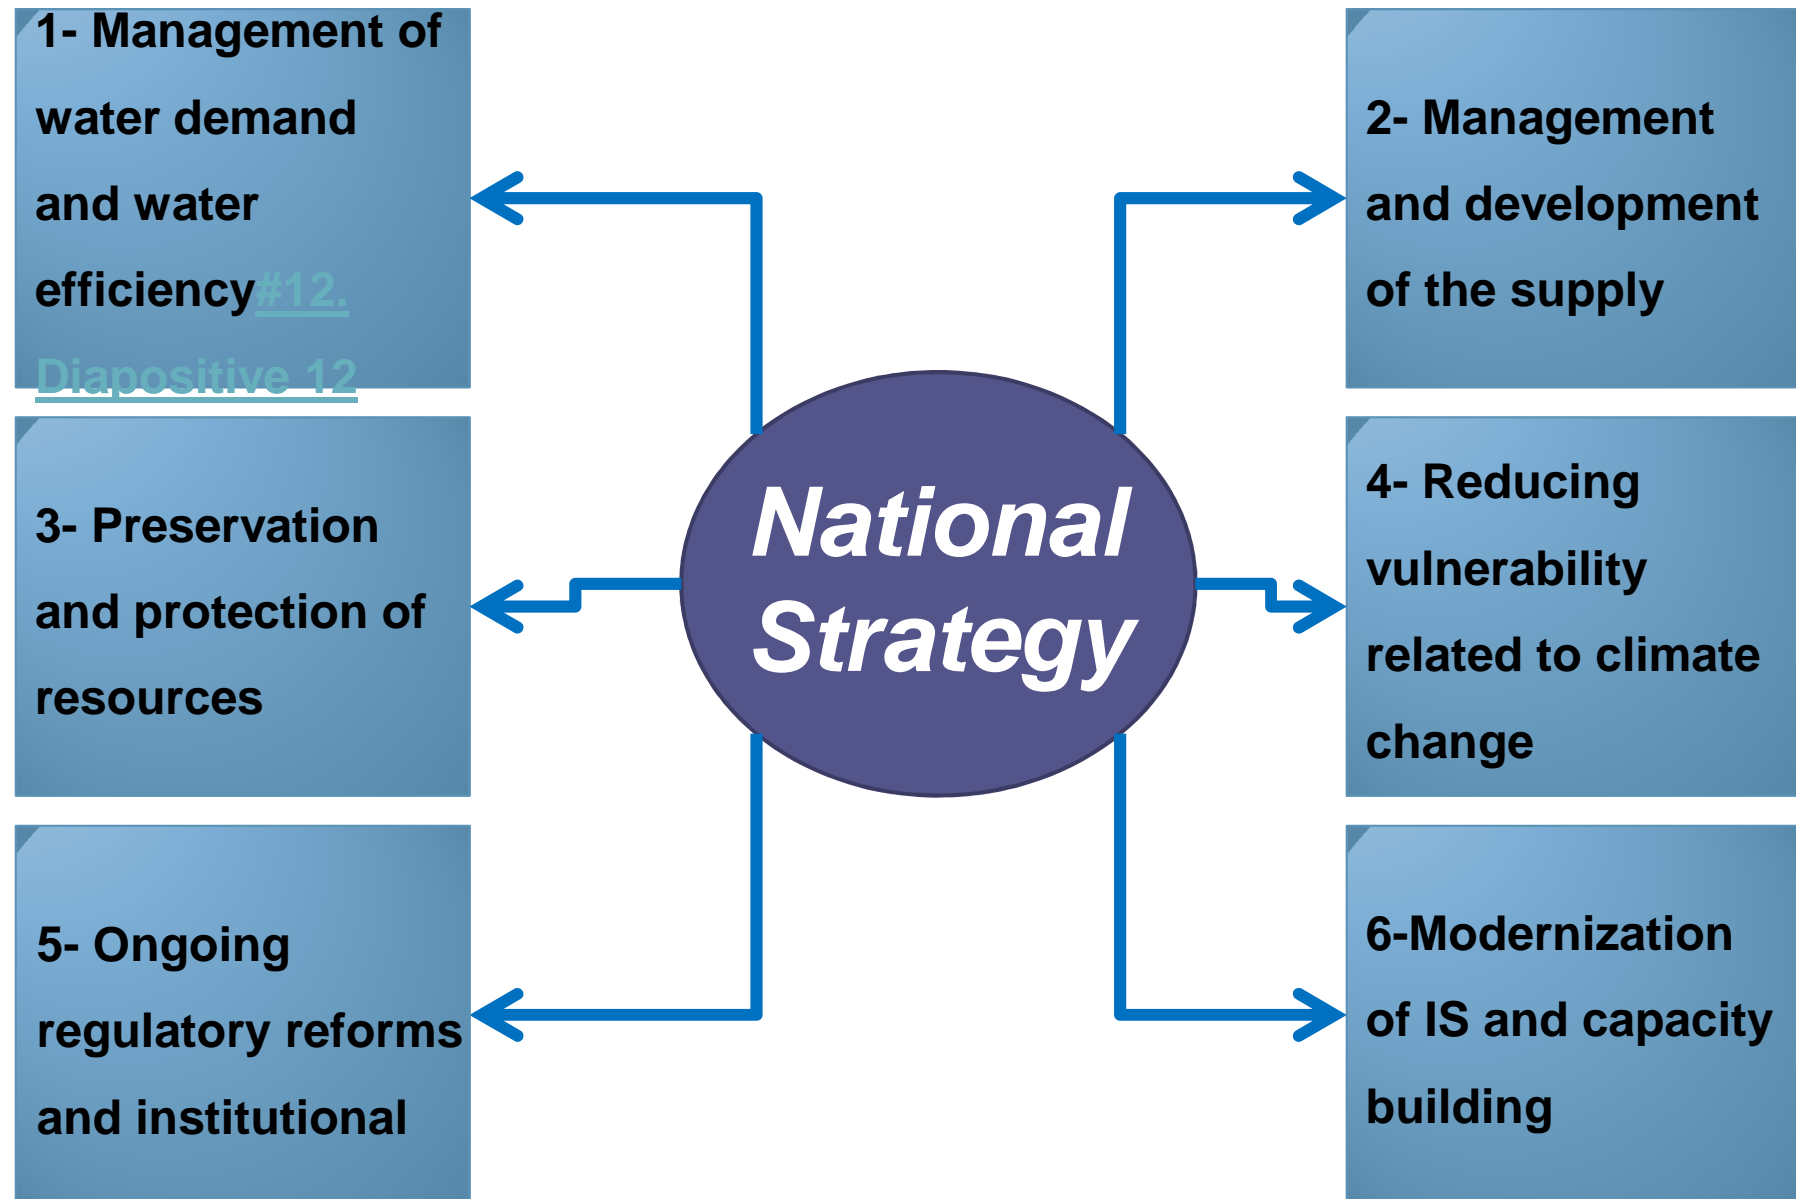 1- Management of
water demand
and water
efficiency#12.
Diapositive 12
2- Management
and development
of the supply
National
Strategy
3- Preservation
and protection of
resources
4- Reducing
vulnerability
related to climate
change
5- Ongoing
regulatory reforms
and institutional
6-Modernization
of IS and capacity
building